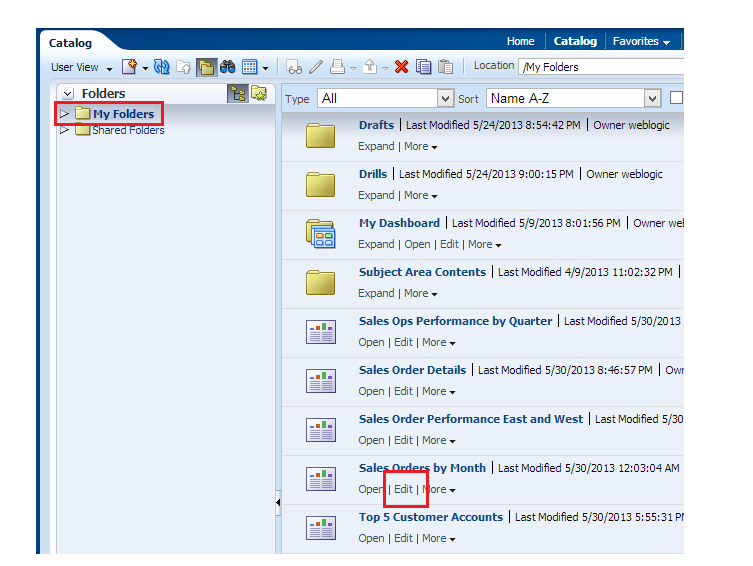 Catalog
Home Catalog Favorites
User View Location /My Folders
Folders
My Folders
Shared Folders
Type All Sort Name A-Z
Drafts | Last Modified 5/24/2013 8:54:42 PM | Owner weblogic
Expand | More
Drills | Last Modified 5/24/2013 9:00:15 PM | Owner weblogic
Expand | More
My Dashboard | Last Modified 5/9/2013 8:01:56 PM | Owner
Expand | Open | Edit | More
Subject Area Contents | Last Modified 4/9/2013 11:02:32 PM |
Expand | More
Sales Ops Performance by Quarter | Last Modified 5/30/2013
Open | Edit | More
Sales Order Details | Last Modified 5/30/2013 8:46:57 PM |
Open | Edit | More
Sales Order Performance East and West | Last Modified 5/30
Open | Edit | More
Sales Orders by Month | Last Modified 5/30/2013 12:03:04 AM
Open | Edit | More
Top 5 Customer Accounts | Last Modified 5/30/2013 5:55:31
Open | Edit | More